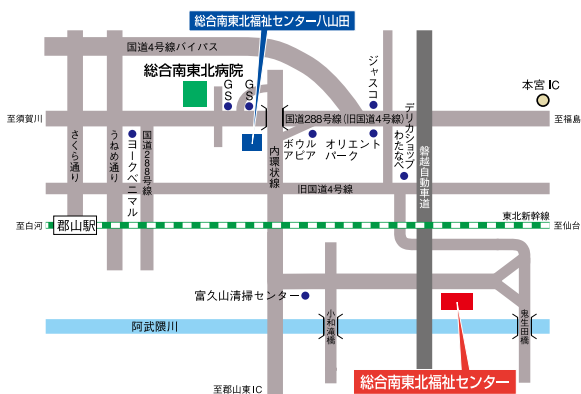 総合南東北福祉センター八山田
国道4号線バイパス
総合南東北病院
GS
GS
ジャスコ
本宮IC
至須賀川
国道288号線(旧国道4号線)
至福島
さくら通り
うねめ通り
ヨークベニマル
国道288号線
内環状線
ボウル
アピア
オリエント
パーク
デリカショップ
わたなべ
磐越自動車道
旧国道4号線
東北新幹線
至白河
郡山駅
至仙台
富久山清掃センター
阿武隈川
小和滝橋
鬼生田橋
総合南東北福祉センター
至郡山東IC